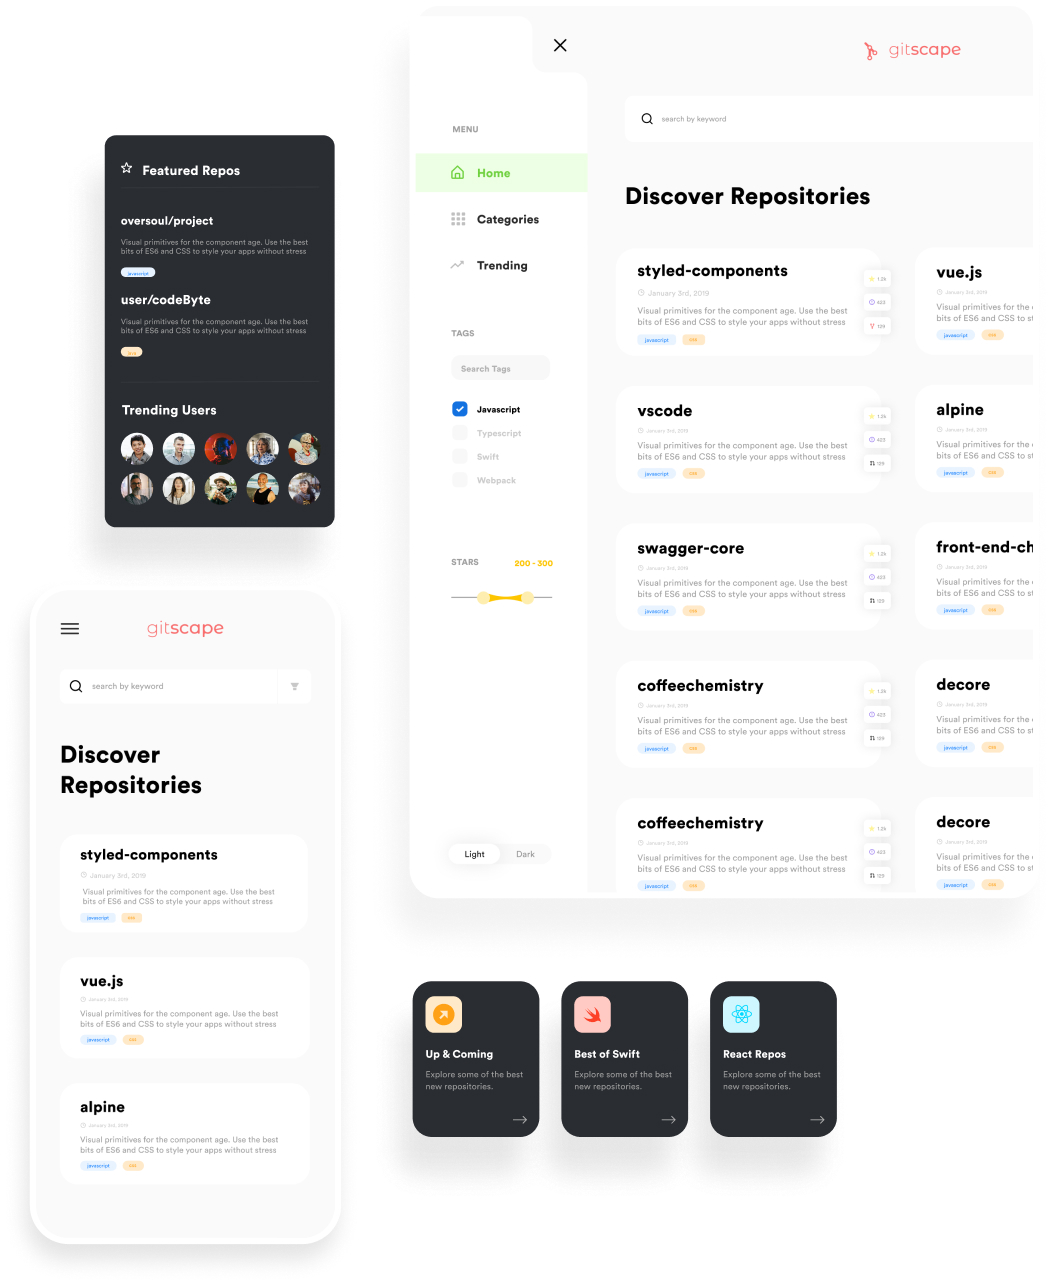 Featured Repos
oversoul/project
Visual primitives for the component age. Use the best
bits of ES6 and CSS to style your apps without stress
javascript
user/codeByte
Visual primitives for the component age. Use the best
bits of ES6 and CSS to style your apps without stress
Trending Users
gitscape
search by keyword
Discover
Repositories
styled-components
January 3rd, 2019
Visual primitives for the component age. Use the best
bits of ES6 and CSS to style your apps without stress
javascript
css
vue.js
January 3rd, 2019
Visual primitives for the component age. Use the best
bits of ES6 and CSS to style your apps without stress
javascript
css
alpine
January 3rd, 2019
Visual primitives for the component age. Use the best
bits of ES6 and CSS to style your apps without stress
javascript
css
MENU
Home
Categories
Trending
TAGS
Search Tags
Javascript
Typescript
Swift
Webpack
STARS
200 - 300
Light
Dark
gitscape
search by keyword
Discover Repositories
styled-components
January 3rd, 2019
Visual primitives for the component age. Use the best
bits of ES6 and CSS to style your apps without stress
javascript
css
1.2k
423
129
vue.js
January 3rd, 2019
Visual primitives for the c
bits of ES6 and CSS to st
javascript
css
vscode
January 3rd, 2019
Visual primitives for the component age. Use the best
bits of ES6 and CSS to style your apps without stress
javascript
css
1.2k
423
129
alpine
January 3rd, 2019
Visual primitives for the c
bits of ES6 and CSS to st
javascript
css
swagger-core
January 3rd, 2019
Visual primitives for the component age. Use the best
bits of ES6 and CSS to style your apps without stress
javascript
css
1.2k
423
129
front-end-ch
January 3rd, 2019
Visual primitives for the c
bits of ES6 and CSS to st
javascript
css
coffeechemistry
January 3rd, 2019
Visual primitives for the component age. Use the best
bits of ES6 and CSS to style your apps without stress
javascript
css
1.2k
423
129
decore
January 3rd, 2019
Visual primitives for the c
bits of ES6 and CSS to st
javascript
css
coffeechemistry
January 3rd, 2019
Visual primitives for the component age. Use the best
bits of ES6 and CSS to style your apps without stress
javascript
css
1.2k
423
129
decore
January 3rd, 2019
Visual primitives for the c
bits of ES6 and CSS to st
javascript
css
Up & Coming
Explore some of the best
new repositories.
Best of Swift
Explore some of the best
new repositories.
React Repos
Explore some of the best
new repositories.